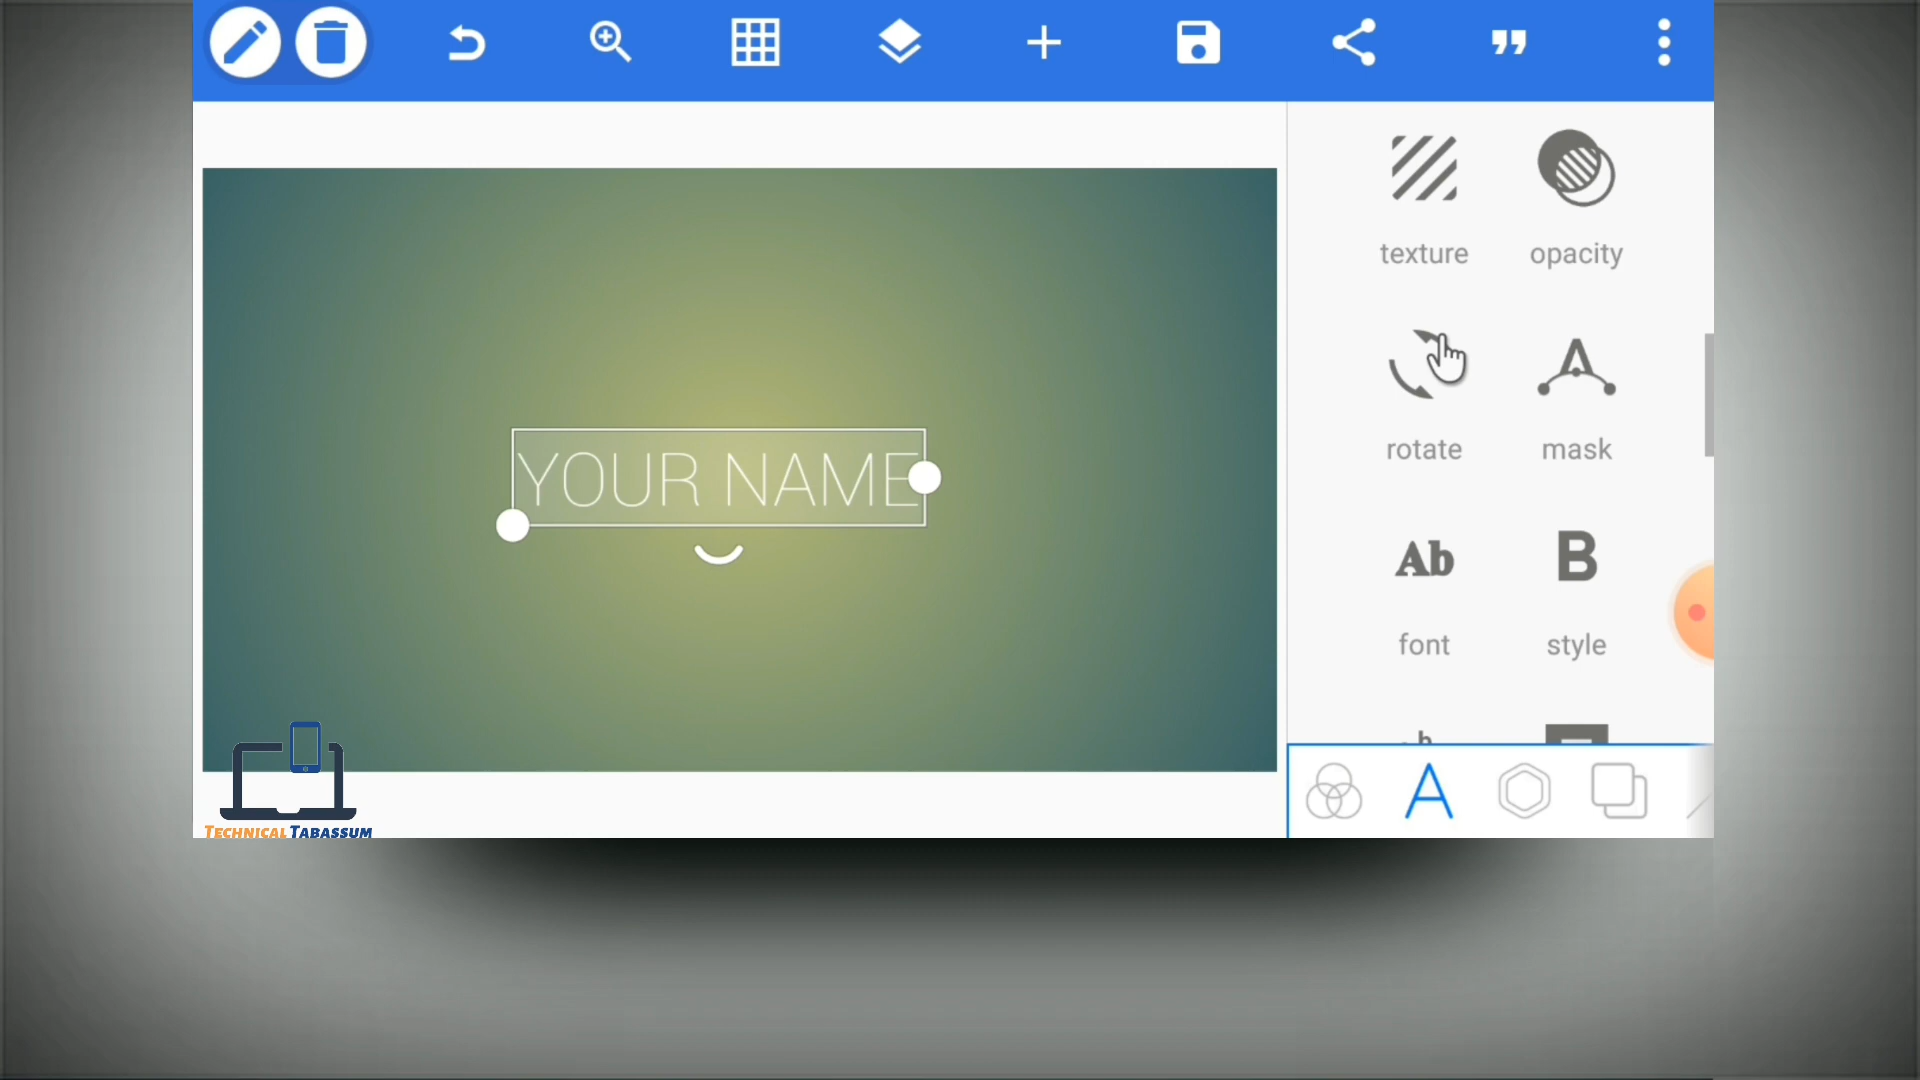 texture
opacity
rotate
mask
YOUR NAME
Ab
B
font
style
TECHNICAL TABASSUM